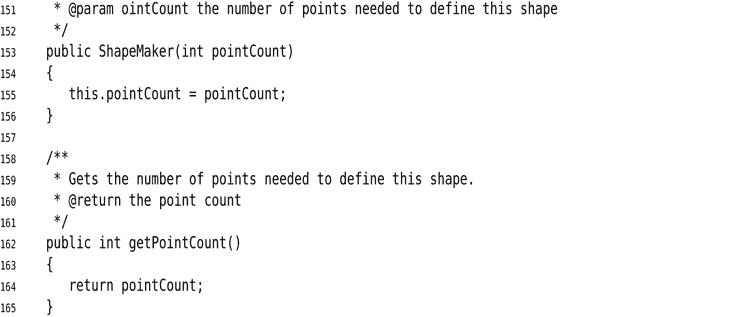 151 * @param ointCount the number of points needed to define this shape
152 */
153 public ShapeMaker(int pointCount)
154 {
155 this.pointCount = pointCount;
156 }
157
158 /**
159 * Gets the number of points needed to define this shape.
160 * @return the point count
161 */
162 public int getPointCount()
163 {
164 return pointCount;
165 }